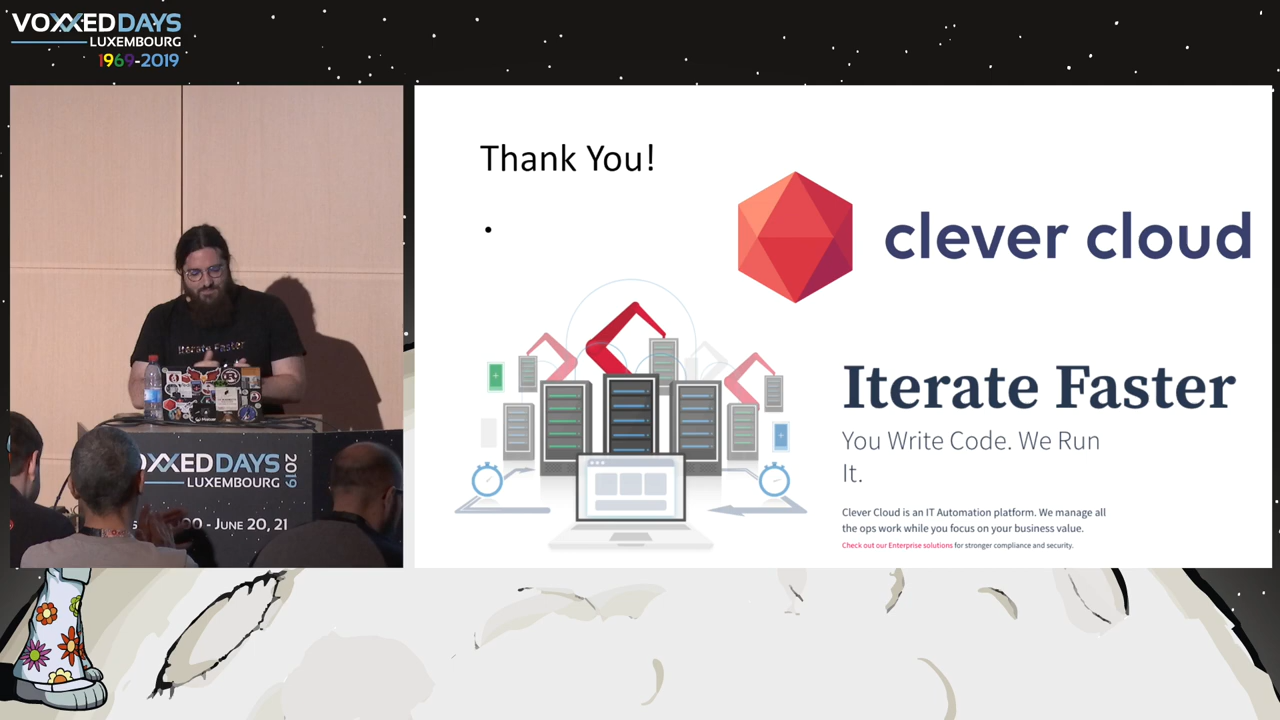 VOXXEDDAYS
LUXEMBOURG
1969-2019
Thank You!
clever cloud
Iterate Faster
You Write Code. We Run
It.
Clever Cloud is an IT Automation platform. We manage all
the ops work while you focus on your business value.
Check out our Enterprise solutions for stronger compliance and security.
Iterate Faster
OXXEDDAYS
2019
LUXEMBOURG
- JUNE 20, 21